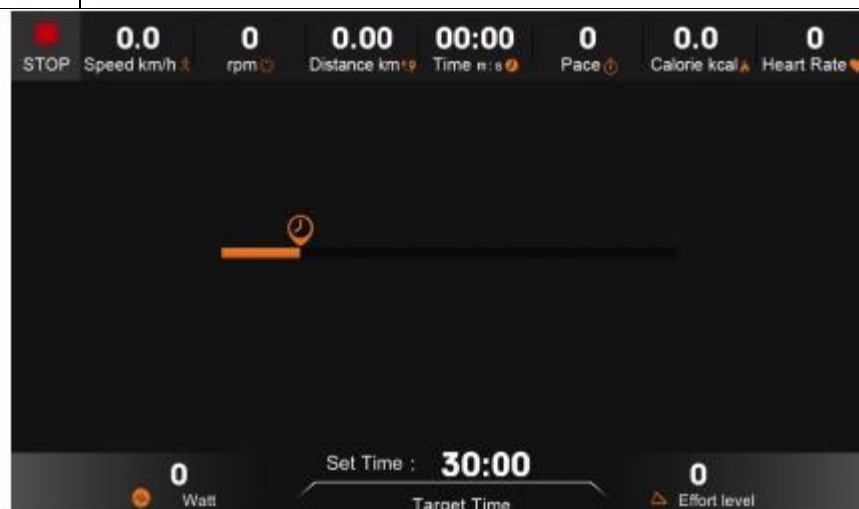 0.0 0 0.00 00:00 0 0.0 0
STOP Speed km/h rpm Distance km Time m:s Pace Calorie kcal Heart Rate
Set Time : 30:00
0 0
Watt Target Time Effort level